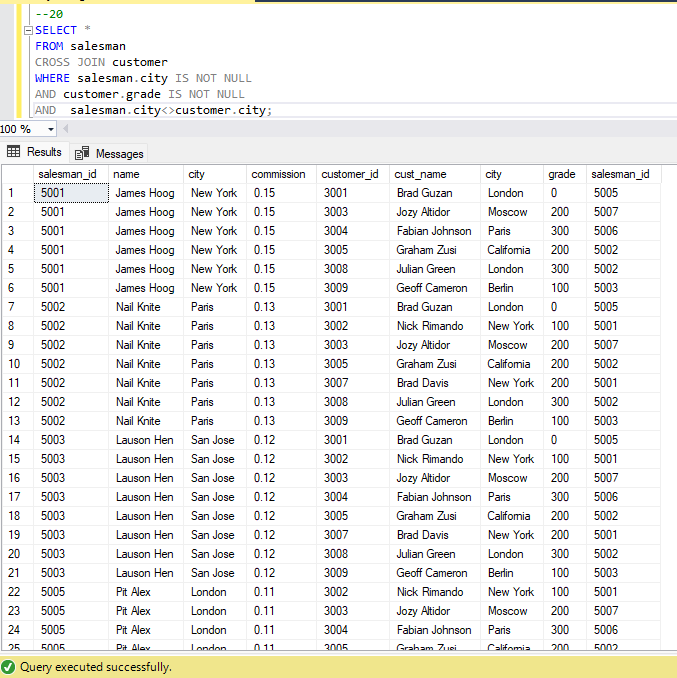 --20
SELECT *
FROM salesman
CROSS JOIN customer
WHERE salesman.city IS NOT NULL
AND customer.grade IS NOT NULL
AND  salesman.city<>customer.city;
100 %
Results Messages
salesman_id name city commission customer_id cust_name city grade salesman_id
1 5001 James Hoog New York 0.15 3001 Brad Guzan London 0 5005
2 5001 James Hoog New York 0.15 3003 Jozy Altidor Moscow 200 5007
3 5001 James Hoog New York 0.15 3004 Fabian Johnson Paris 300 5006
4 5001 James Hoog New York 0.15 3005 Graham Zusi California 200 5002
5 5001 James Hoog New York 0.15 3008 Julian Green London 300 5002
6 5001 James Hoog New York 0.15 3009 Geoff Cameron Berlin 100 5003
7 5002 Nail Knite Paris 0.13 3001 Brad Guzan London 0 5005
8 5002 Nail Knite Paris 0.13 3002 Nick Rimando New York 100 5001
9 5002 Nail Knite Paris 0.13 3003 Jozy Altidor Moscow 200 5007
10 5002 Nail Knite Paris 0.13 3005 Graham Zusi California 200 5002
11 5002 Nail Knite Paris 0.13 3007 Brad Davis New York 200 5001
12 5002 Nail Knite Paris 0.13 3008 Julian Green London 300 5002
13 5002 Nail Knite Paris 0.13 3009 Geoff Cameron Berlin 100 5003
14 5003 Lauson Hen San Jose 0.12 3001 Brad Guzan London 0 5005
15 5003 Lauson Hen San Jose 0.12 3002 Nick Rimando New York 100 5001
16 5003 Lauson Hen San Jose 0.12 3003 Jozy Altidor Moscow 200 5007
17 5003 Lauson Hen San Jose 0.12 3004 Fabian Johnson Paris 300 5006
18 5003 Lauson Hen San Jose 0.12 3005 Graham Zusi California 200 5002
19 5003 Lauson Hen San Jose 0.12 3007 Brad Davis New York 200 5001
20 5003 Lauson Hen San Jose 0.12 3008 Julian Green London 300 5002
21 5003 Lauson Hen San Jose 0.12 3009 Geoff Cameron Berlin 100 5003
22 5005 Pit Alex London 0.11 3002 Nick Rimando New York 100 5001
23 5005 Pit Alex London 0.11 3003 Jozy Altidor Moscow 200 5007
24 5005 Pit Alex London 0.11 3004 Fabian Johnson Paris 300 5006
25 5005 Pit Alex London 0.11 3005 Graham Zusi California 200 5002
Query executed successfully.